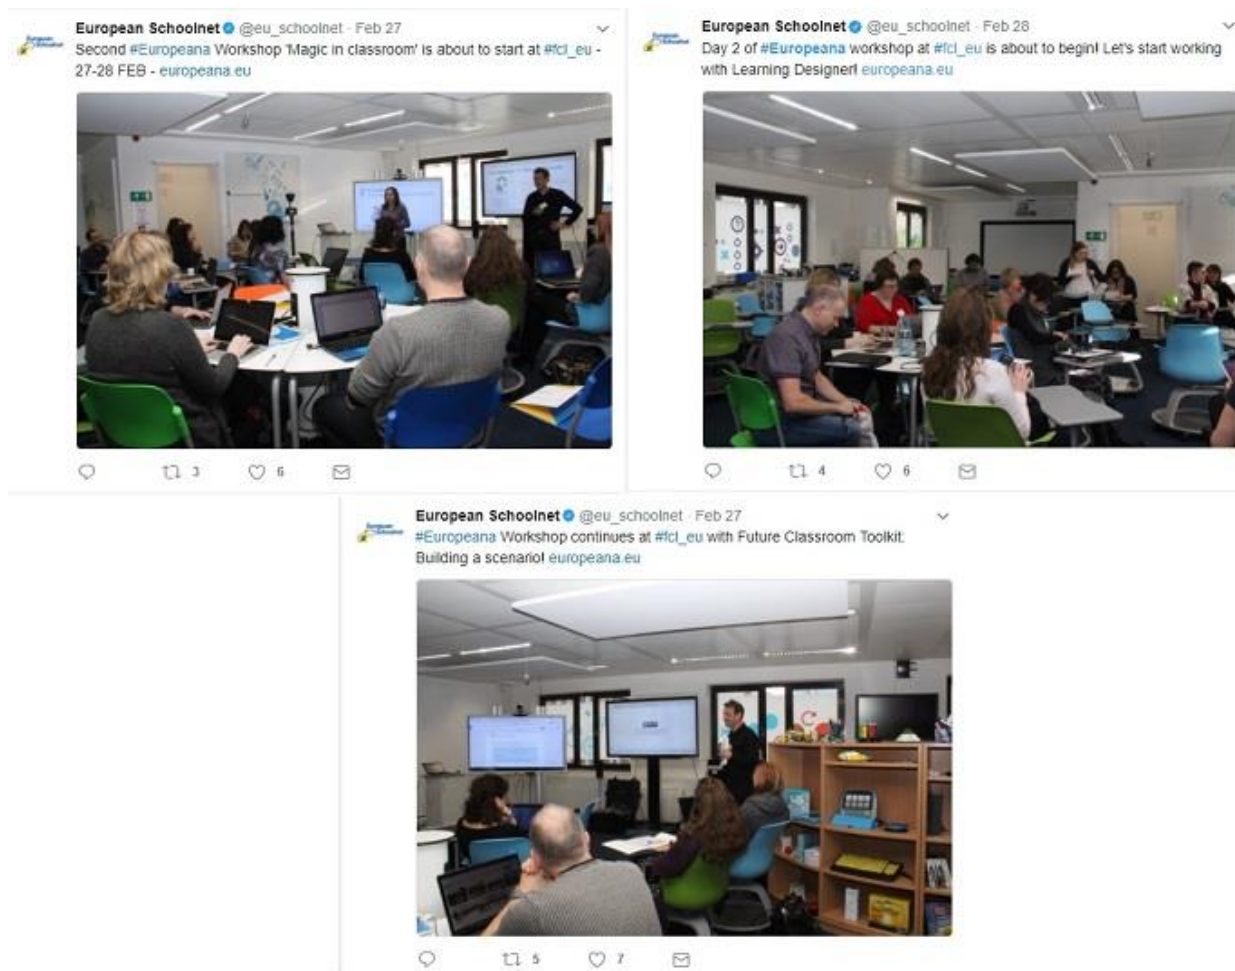 European Schoolnet @eu_schoolnet · Feb 27
Second #Europeana Workshop 'Magic in classroom' is about to start at #fcl_eu -
27-28 FEB - europeana.eu
3 6
European Schoolnet @eu_schoolnet · Feb 28
Day 2 of #Europeana workshop at #fcl_eu is about to begin! Let's start working
with Learning Designer! europeana.eu
4 6
European Schoolnet @eu_schoolnet · Feb 27
#Europeana Workshop continues at #fcl_eu with Future Classroom Toolkit:
Building a scenario! europeana.eu
5 7